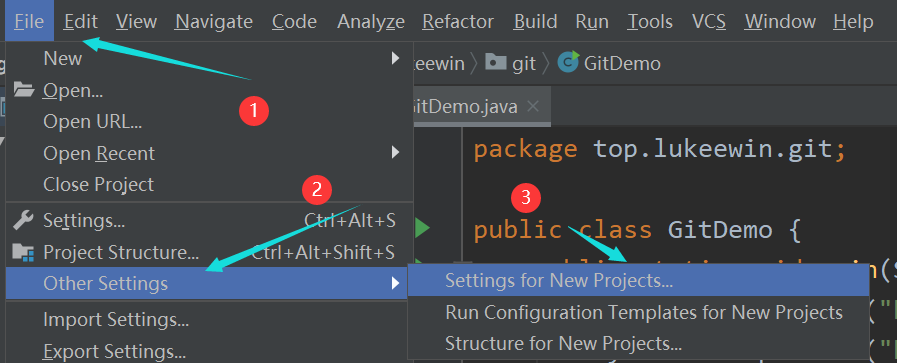 File Edit View Navigate Code Analyze Refactor Build Run Tools VCS Window Help
New
keewin git GitDemo
1
Open...
GitDemo.java
Open URL...
Open Recent
package top.lukeewin.git;
Close Project
2
3
Settings... Ctrl+Alt+S
public class GitDemo {
Project Structure... Ctrl+Alt+Shift+S
Other Settings
Settings for New Projects...
Import Settings...
Run Configuration Templates for New Projects
Export Settings...
Structure for New Projects...